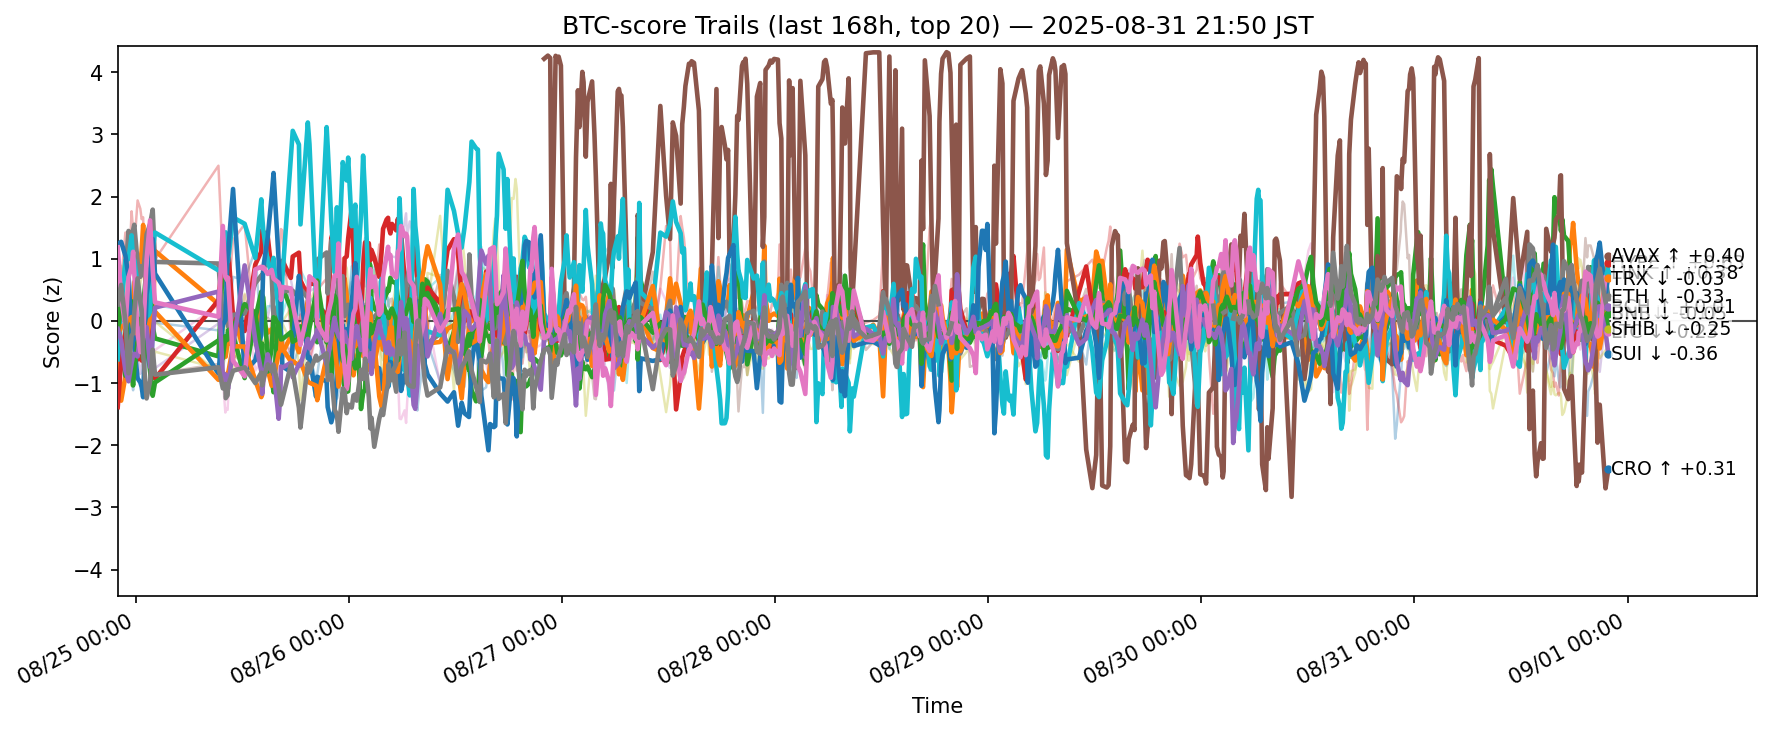 BTC-score Trails (last 168h, top 20) — 2025-08-31 21:50 JST
Score (z)
4
3
2
1
0
−1
−2
−3
−4
AVAX ↑ +0.40
TRX ↓ -0.03
ETH ↓ -0.33
SHIB ↓ -0.25
SUI ↓ -0.36
CRO ↑ +0.31
08/25 00:00
08/26 00:00
08/27 00:00
08/28 00:00
08/29 00:00
08/30 00:00
08/31 00:00
09/01 00:00
Time